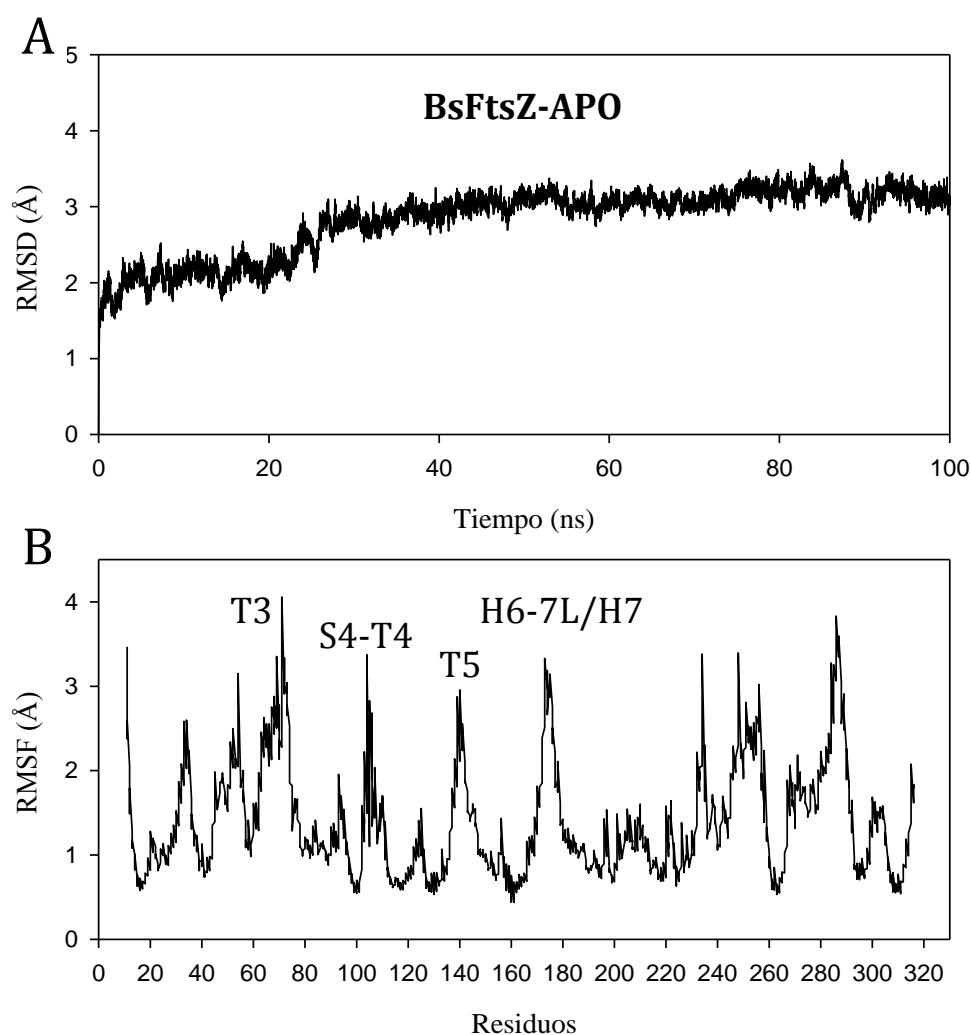 A
5
BsFtsZ-APO
4
3
RMSD (Å)
2
1
0
0 20 40 60 80 100
Tiempo (ns)
B
4
T3
H6-7L/H7
S4-T4
T5
3
RMSF (Å)
2
1
0
0 20 40 60 80 100 120 140 160 180 200 220 240 260 280 300 320
Residuos